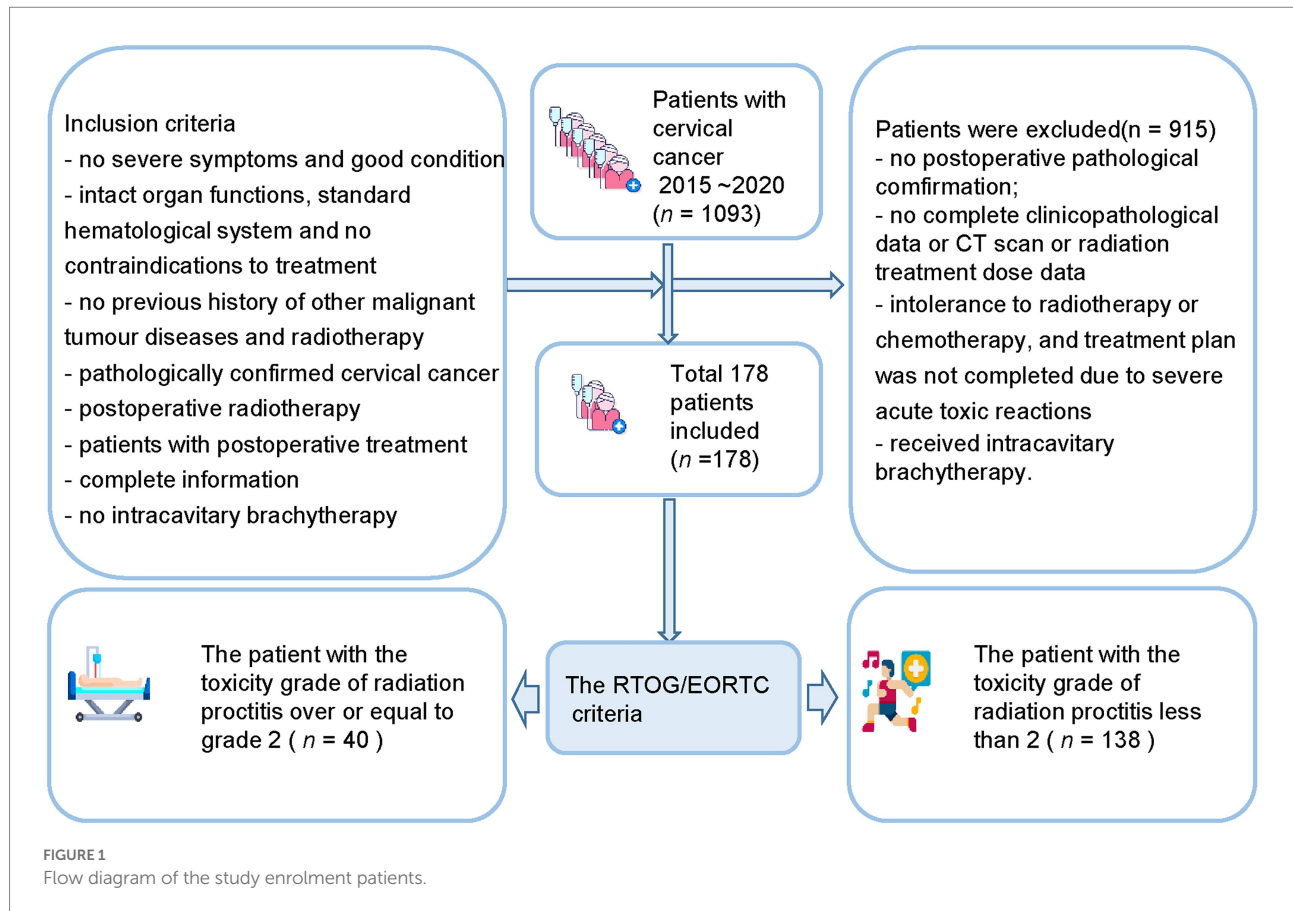 Inclusion criteria
- no severe symptoms and good condition
- intact organ functions, standard
hematological system and no
contraindications to treatment
- no previous history of other malignant
tumour diseases and radiotherapy
- pathologically confirmed cervical cancer
- postoperative radiotherapy
- patients with postoperative treatment
- complete information
- no intracavitary brachytherapy
Patients with
cervical
cancer
2015 ~2020
(n = 1093)
Patients were excluded(n = 915)
- no postoperative pathological
comfirmation;
- no complete clinicopathological
data or CT scan or radiation
treatment dose data
- intolerance to radiotherapy or
chemotherapy, and treatment plan
was not completed due to severe
acute toxic reactions
- received intracavitary
brachytherapy.
Total 178
patients
included
(n =178)
The patient with the
toxicity grade of radiation
proctitis over or equal to
grade 2 ( n = 40 )
The RTOG/EORTC
criteria
The patient with the
toxicity grade of
radiation proctitis less
than 2 ( n = 138 )
FIGURE 1
Flow diagram of the study enrolment patients.